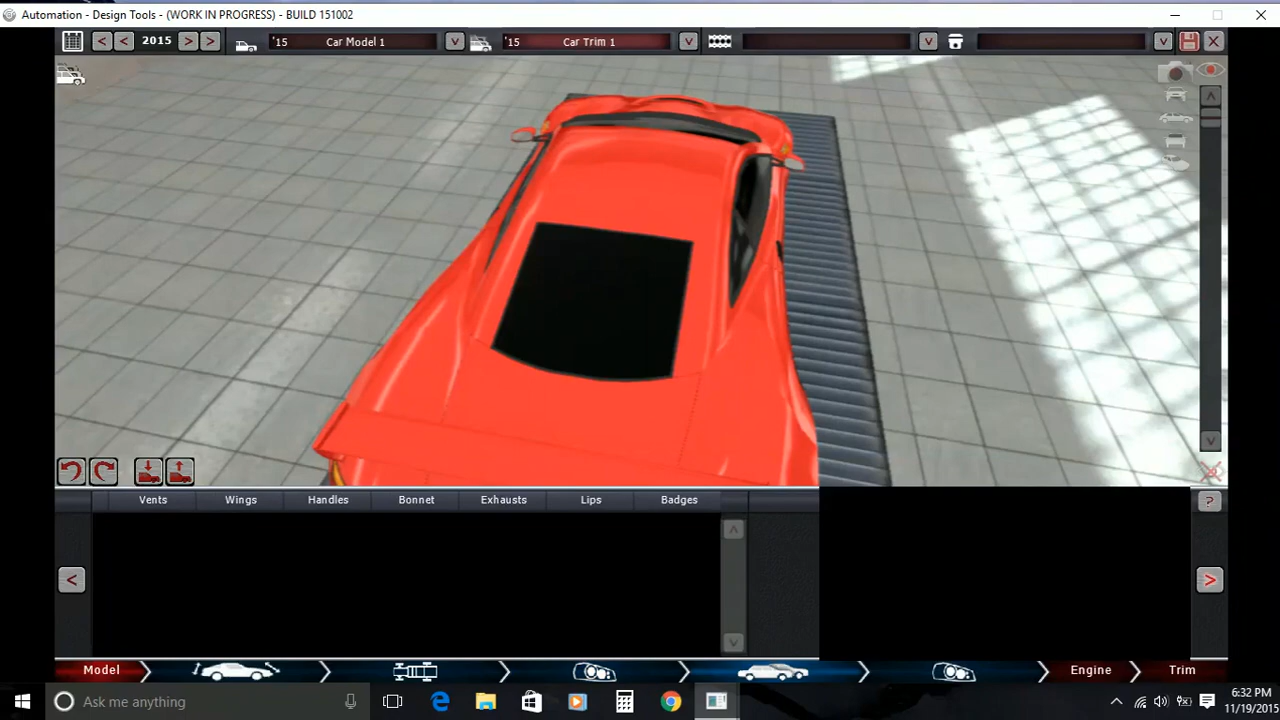 Automation - Design Tools - (WORK IN PROGRESS) - BUILD 151002
< < 2015 > > '15 Car Model 1 V '15 Car Trim 1 V V V X
Vents Wings Handles Bonnet Exhausts Lips Badges ?
< >
Model Engine Trim
Ask me anything 6:32 PM
11/19/2015